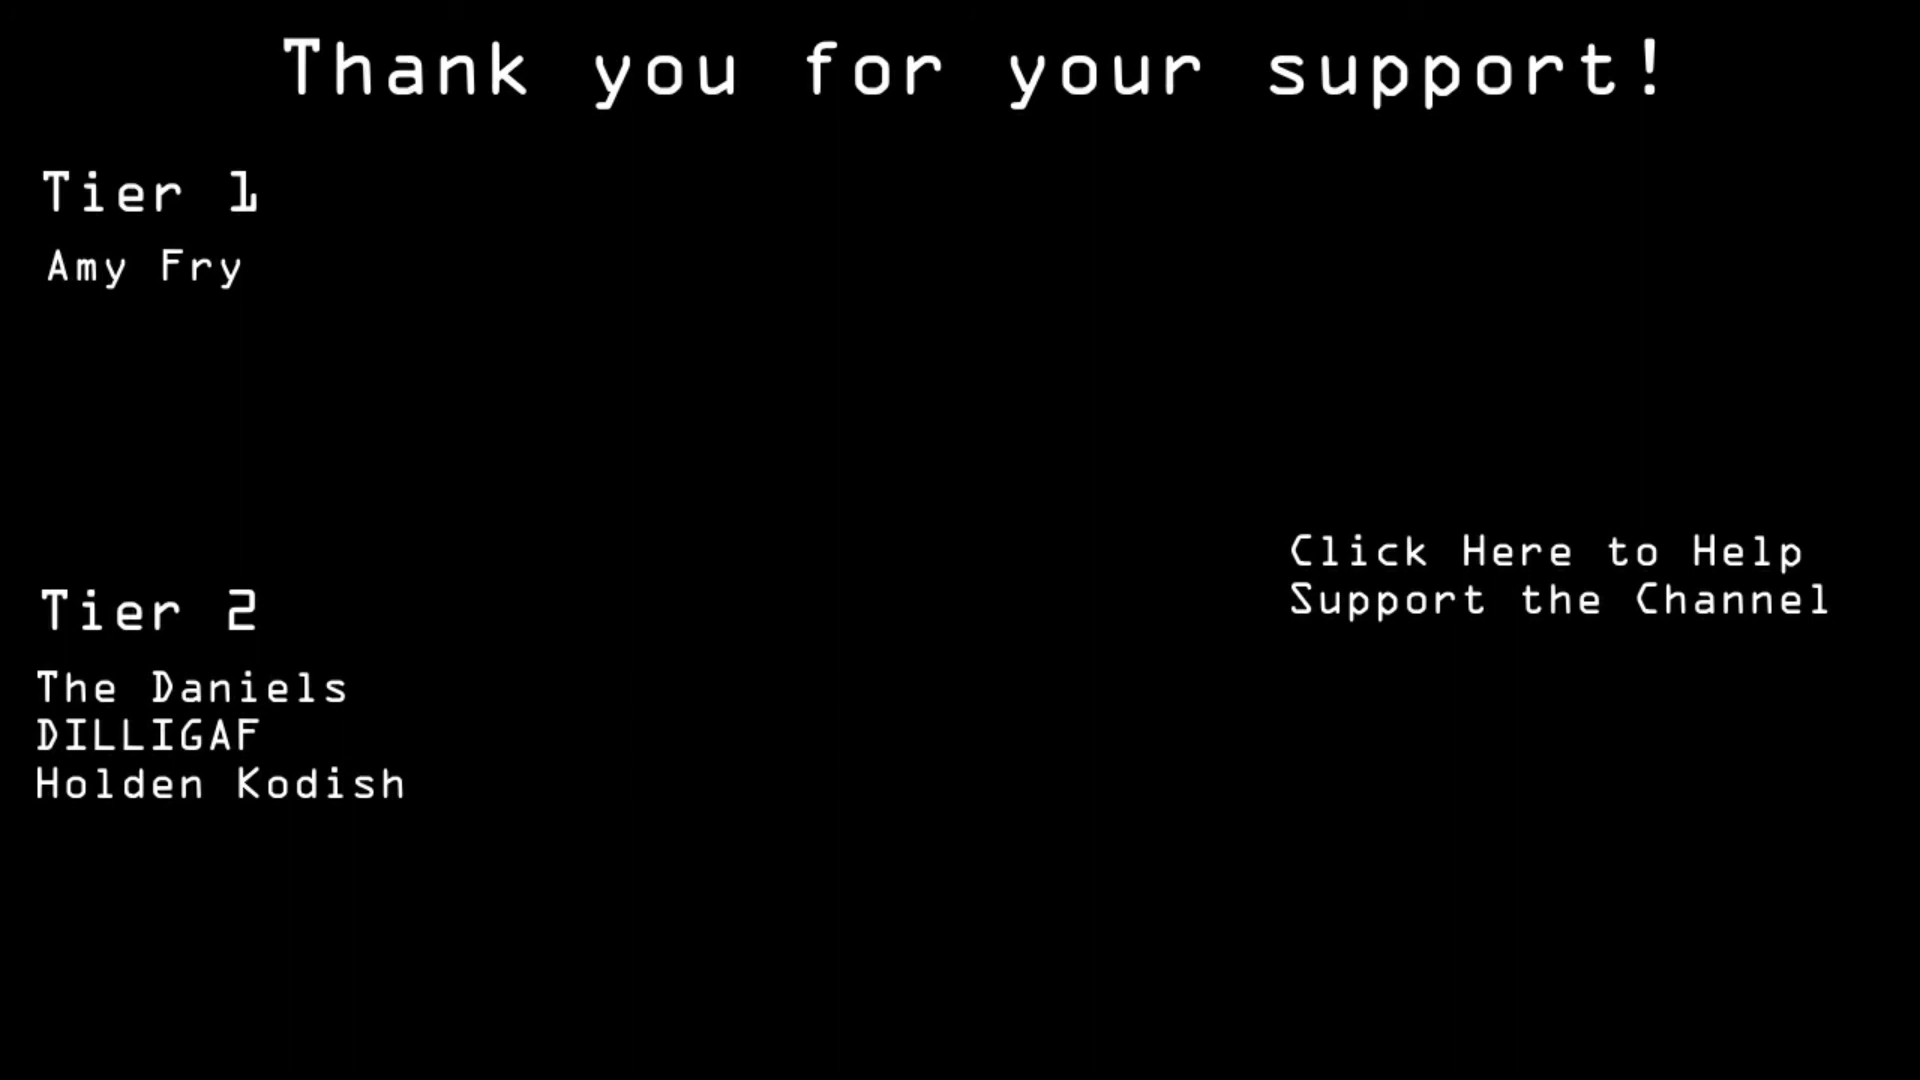 Thank you for your support!
Tier 1
Amy Fry
Tier 2
The Daniels
DILLIGAF
Holden Kodish
Click Here to Help
Support the Channel